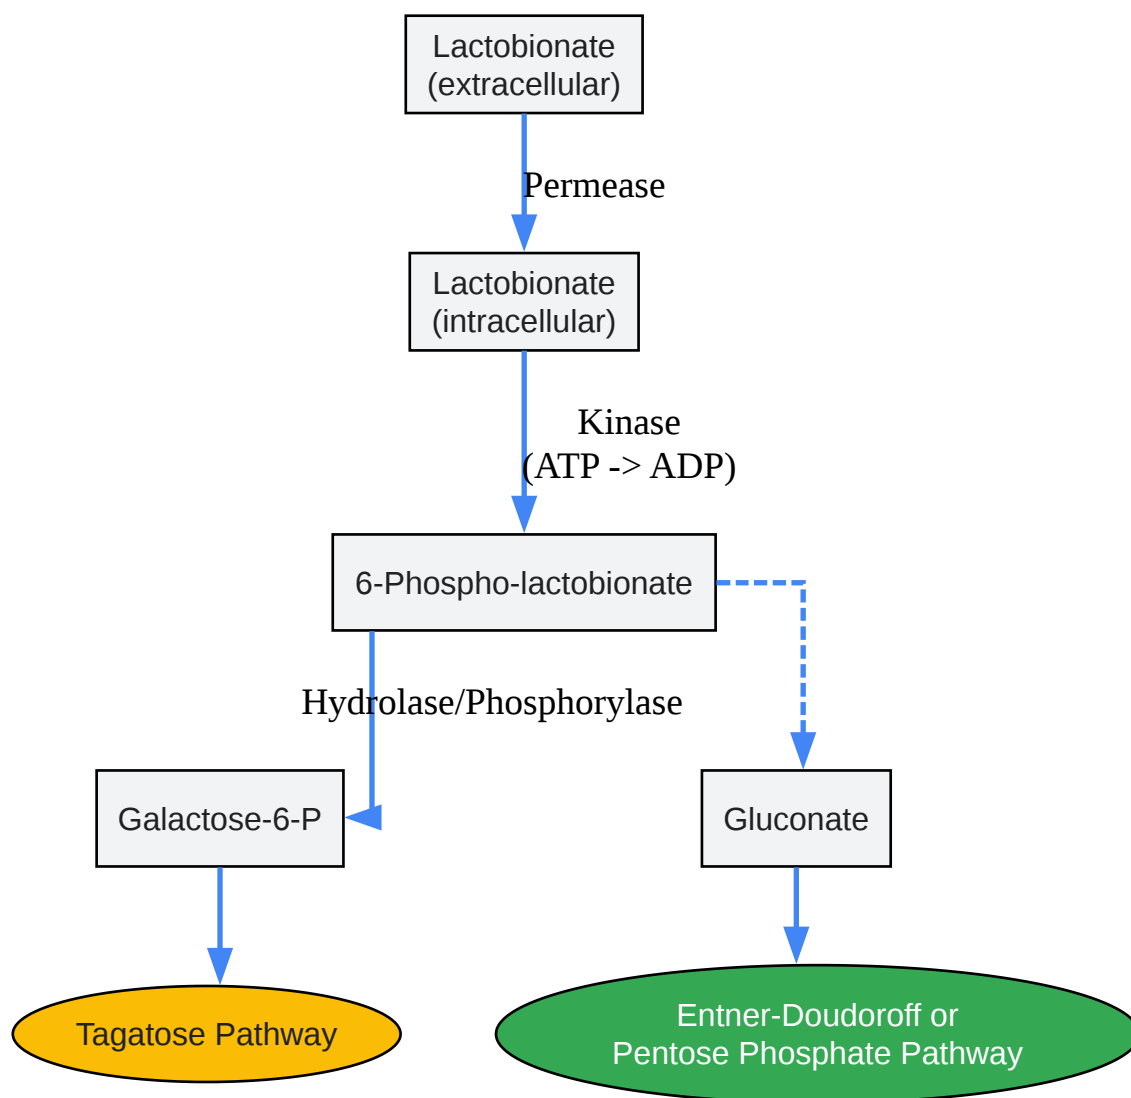 Lactobionate
(extracellular)
Permease
Lactobionate
(intracellular)
Kinase
(ATP -> ADP)
6-Phospho-lactobionate
Hydrolase/Phosphorylase
Galactose-6-P
Gluconate
Tagatose Pathway
Entner-Doudoroff or
Pentose Phosphate Pathway